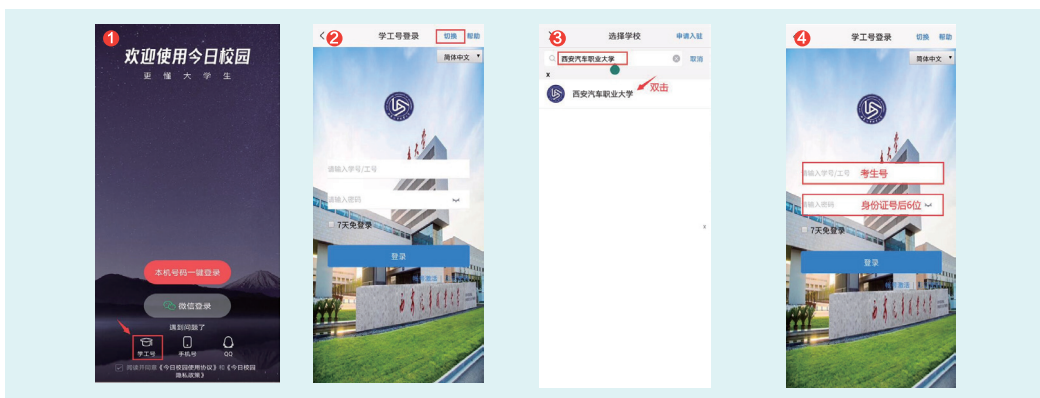 1
欢迎使用今日校园
更懂大学生
本机号码一键登录
微信登录
遇到问题了
学工号
手机号
QQ
阅读并同意《今日校园使用协议》和《今日校园
隐私政策》
2
学工号登录
切换
帮助
简体中文
请输入学号/工号
请输入密码
7天免登录
登录
3
选择学校
申请入驻
西安汽车职业大学
取消
x
西安汽车职业大学
双击
x
4
学工号登录
切换
帮助
简体中文
请输入学号/工号
考生号
请输入密码
身份证号后6位
7天免登录
登录